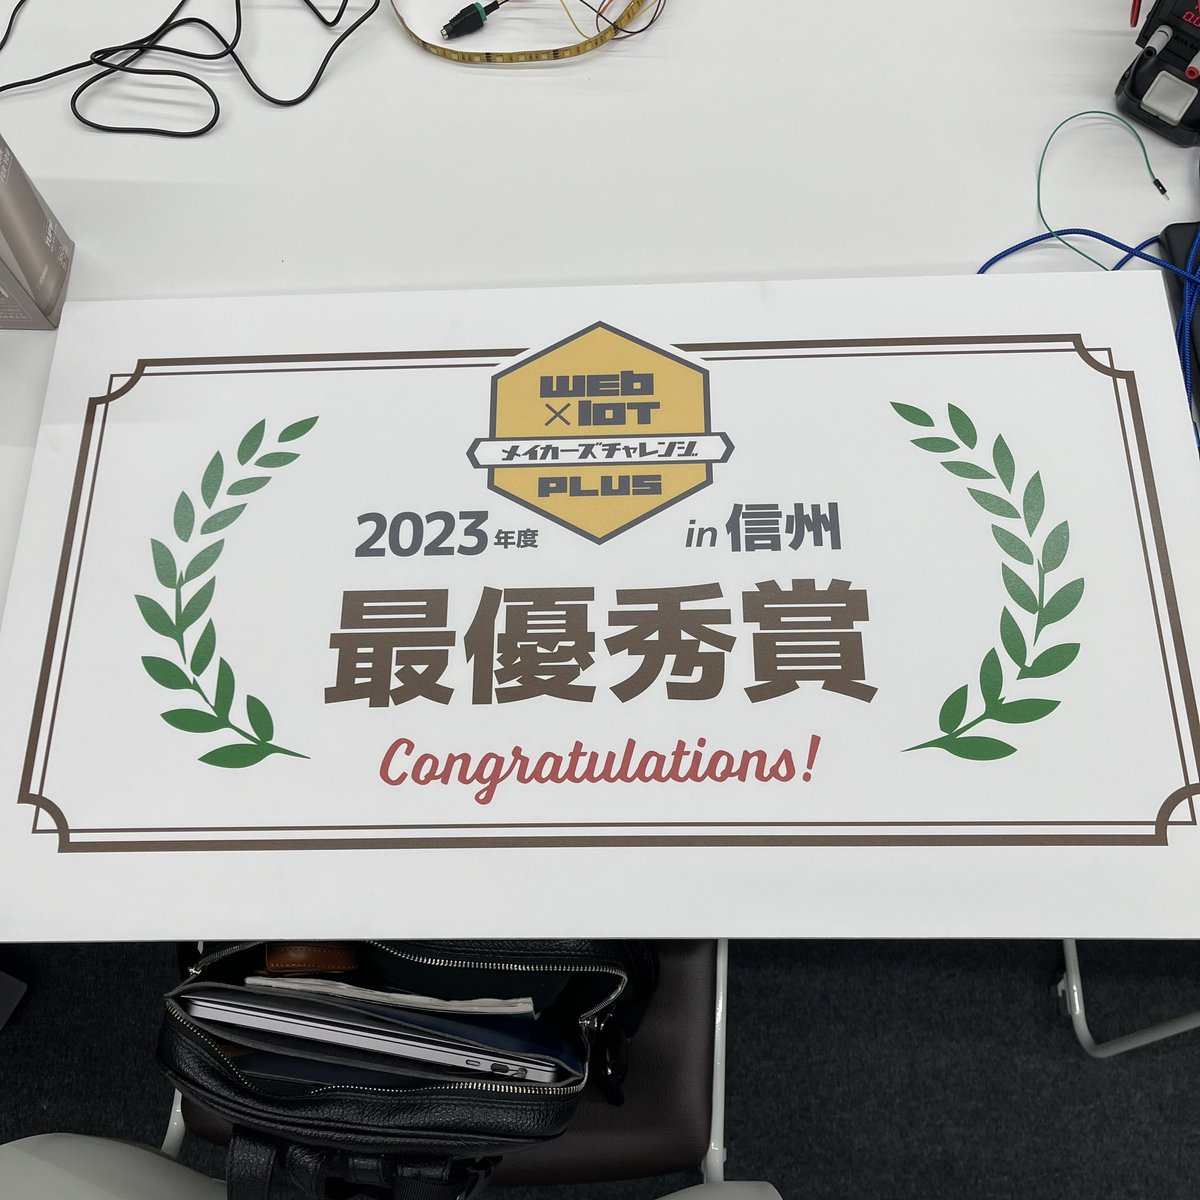 WEB
×IOT
メイカーズチャレンジ
PLUS
2023年度 in 信州
最優秀賞
Congratulations!